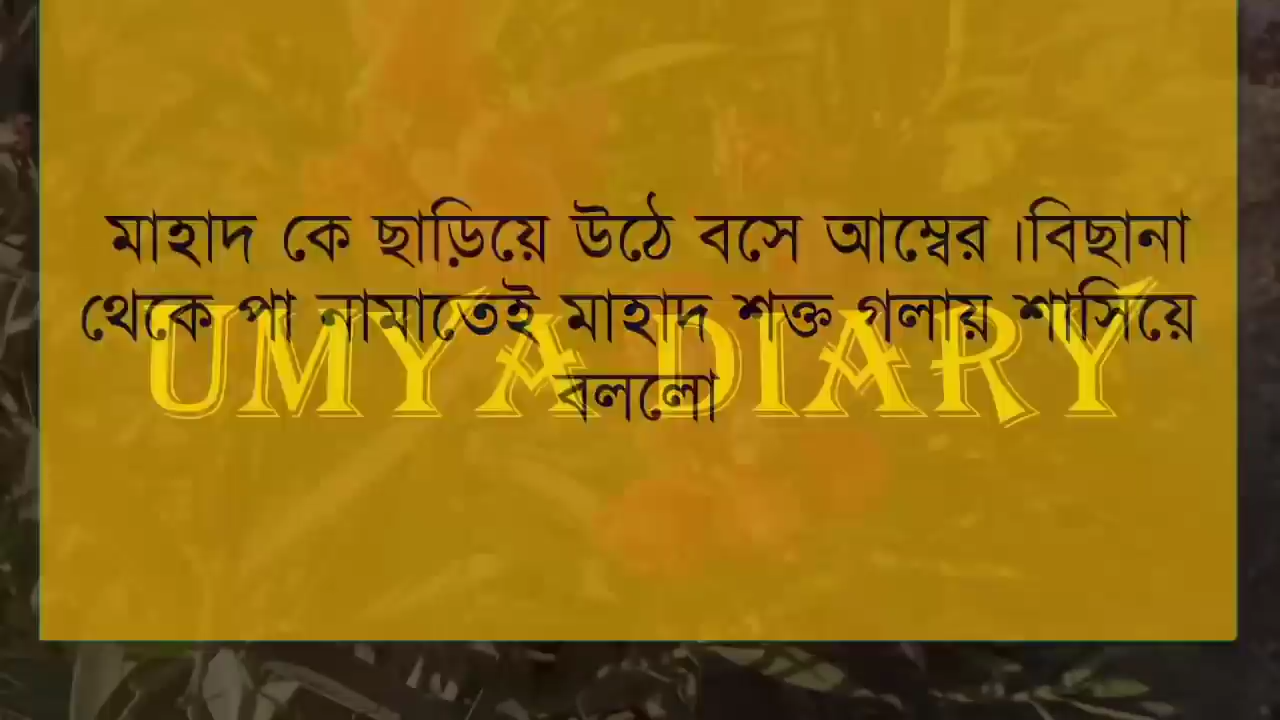 মাহাদ কে ছাড়িয়ে উঠে বসে আম্বের ।বিছানা
থেকে পা নামাতেই মাহাদ শক্ত গলায় শাসিয়ে
বললো
UMYA DIARY